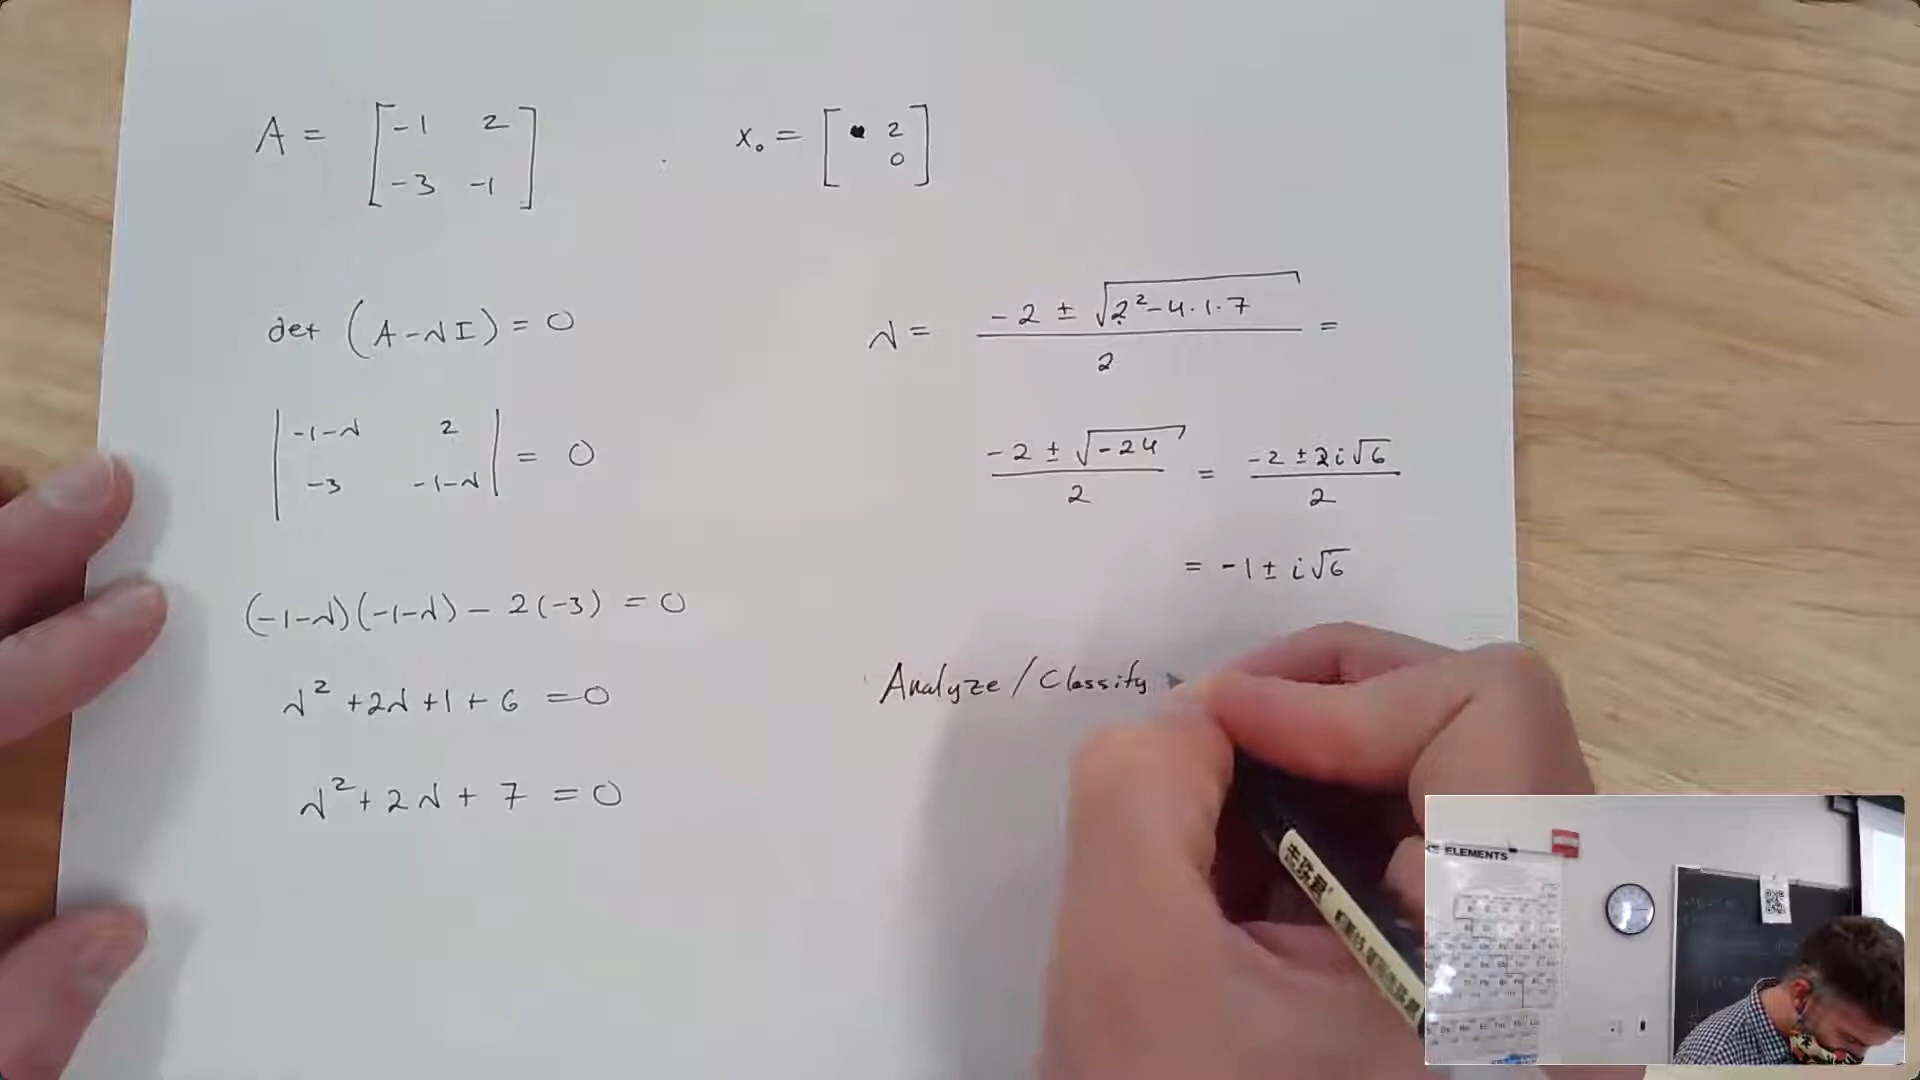 A = [ -1 2
-3 -1 ]
x₀ = [ 2
0 ]
det (A-λI) = 0
| -1-λ 2
-3 -1-λ | = 0
(-1-λ)(-1-λ) - 2(-3) = 0
λ² +2λ +1 + 6 = 0
λ² + 2λ + 7 = 0
λ = (-2 ± √(2²-4·1·7)) / 2 =
(-2 ± √(-24)) / 2 = (-2 ± 2i√6) / 2
= -1 ± i√6
Analyze / Classify
ELEMENTS